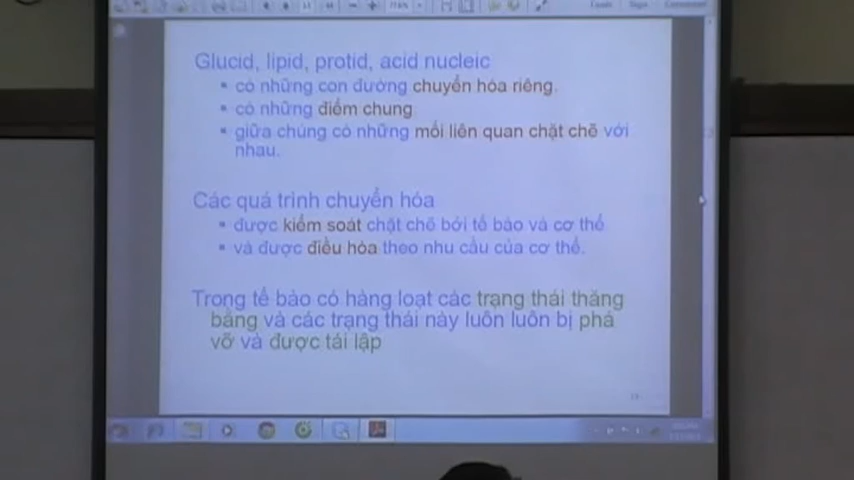 Glucid, lipid, protid, acid nucleic
▪ có những con đường chuyển hóa riêng.
▪ có những điểm chung
▪ giữa chúng có những mối liên quan chặt chẽ với
nhau.
Các quá trình chuyển hóa
▪ được kiểm soát chặt chẽ bới tế bào và cơ thể
▪ và được điều hòa theo nhu cầu của cơ thể.
Trong tế bào có hàng loạt các trạng thái thăng
bằng và các trạng thái này luôn luôn bị phá
vỡ và được tái lập